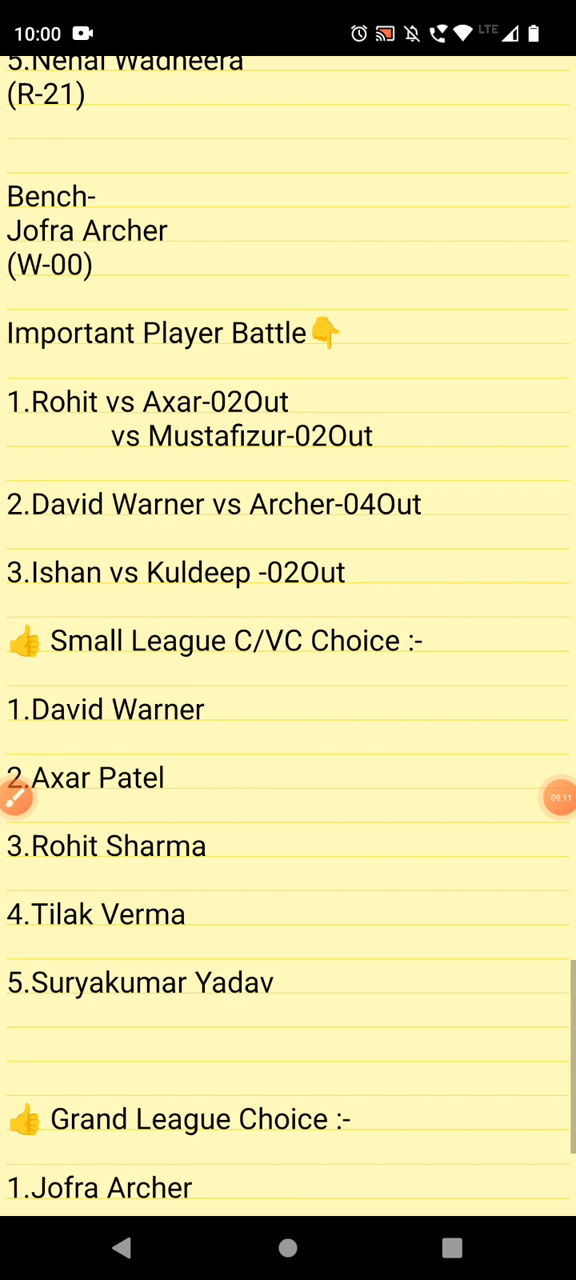 10:00
LTE
5.Nehal Wadheera
(R-21)
Bench-
Jofra Archer
(W-00)
Important Player Battle👇
1.Rohit vs Axar-02Out
vs Mustafizur-02Out
2.David Warner vs Archer-04Out
3.Ishan vs Kuldeep -02Out
👍 Small League C/VC Choice :-
1.David Warner
2.Axar Patel
09:11
3.Rohit Sharma
4.Tilak Verma
5.Suryakumar Yadav
👍 Grand League Choice :-
1.Jofra Archer